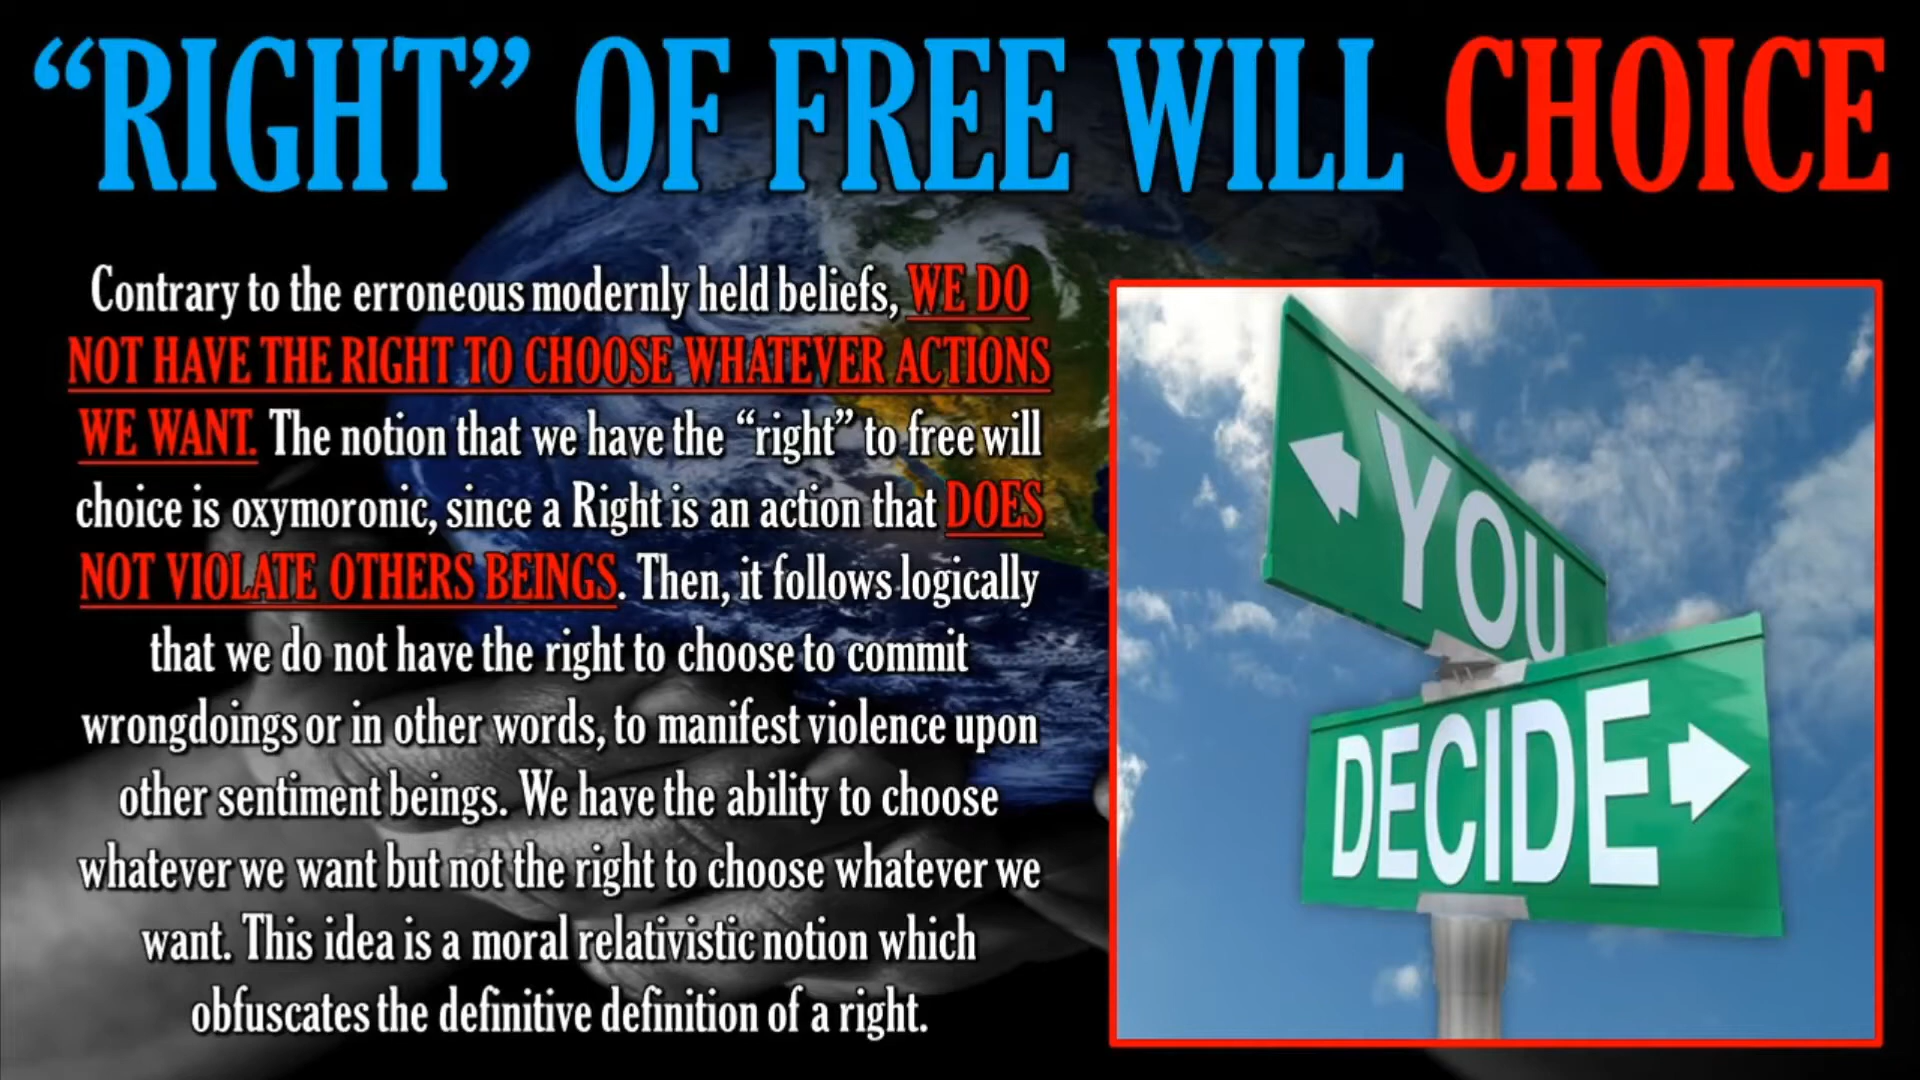 “RIGHT” OF FREE WILL CHOICE
Contrary to the erroneous modernly held beliefs, WE DO
NOT HAVE THE RIGHT TO CHOOSE WHATEVER ACTIONS
WE WANT. The notion that we have the “right” to free will
choice is oxymoronic, since a Right is an action that DOES
NOT VIOLATE OTHERS BEINGS. Then, it follows logically
that we do not have the right to choose to commit
wrongdoings or in other words, to manifest violence upon
other sentiment beings. We have the ability to choose
whatever we want but not the right to choose whatever we
want. This idea is a moral relativistic notion which
obfuscates the definitive definition of a right.
YOU
DECIDE